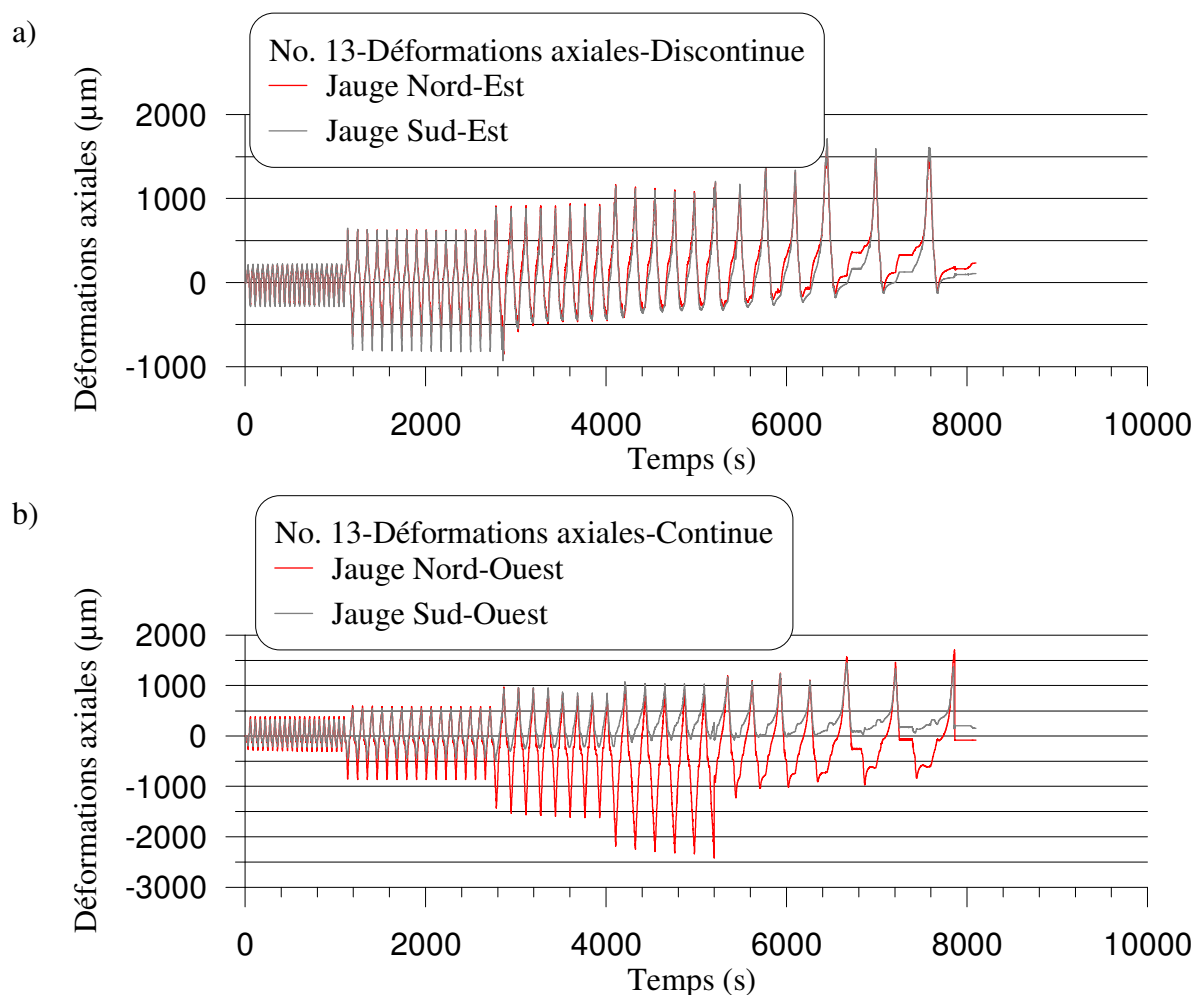 a)
No. 13-Déformations axiales-Discontinue
Jauge Nord-Est
Jauge Sud-Est
Déformations axiales (µm)
2000
1000
0
-1000
0 2000 4000 6000 8000 10000
Temps (s)
b)
No. 13-Déformations axiales-Continue
Jauge Nord-Ouest
Jauge Sud-Ouest
Déformations axiales (µm)
2000
1000
0
-1000
-2000
-3000
0 2000 4000 6000 8000 10000
Temps (s)